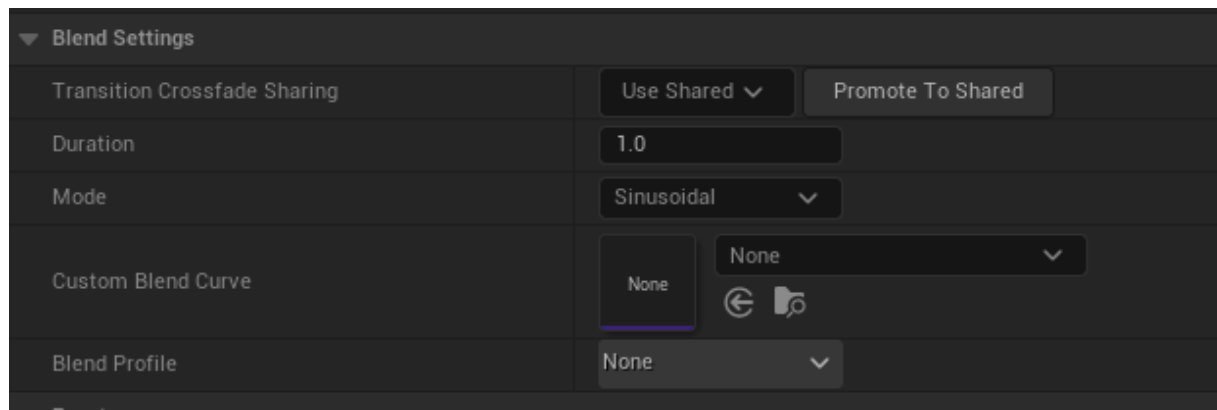 Blend Settings
Transition Crossfade Sharing Use Shared Promote To Shared
Duration 1.0
Mode Sinusoidal
None
Custom Blend Curve None
Blend Profile None